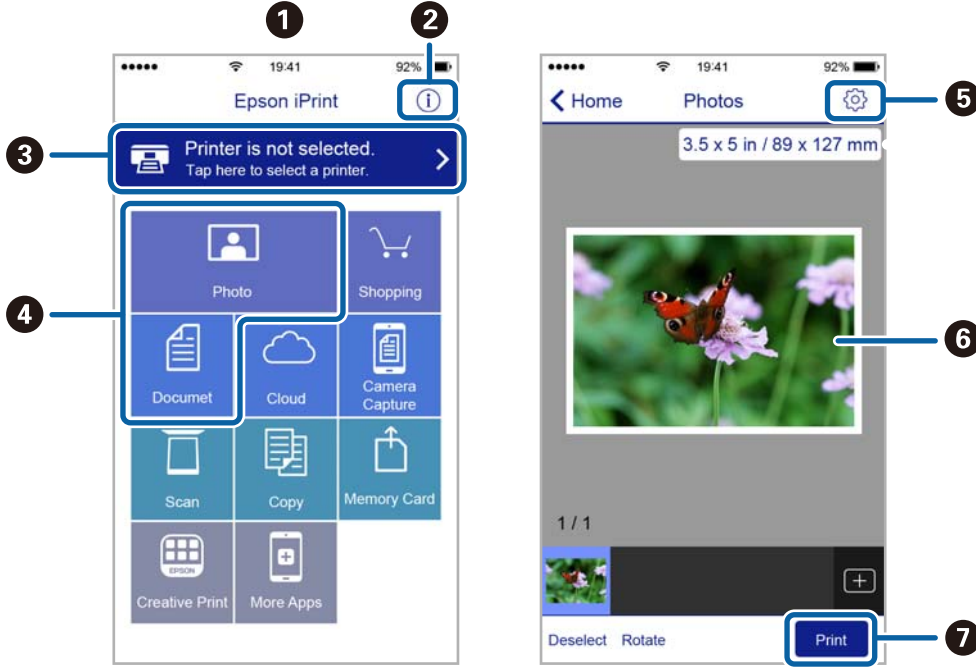 1
2
19:41
92%
Epson iPrint
3
Printer is not selected.
Tap here to select a printer.
4
Photo
Shopping
Documet
Cloud
Camera
Capture
Scan
Copy
Memory Card
EPSON
Creative Print
More Apps
19:41
92%
Home
Photos
5
3.5 x 5 in / 89 x 127 mm
6
1 / 1
Deselect
Rotate
Print
7